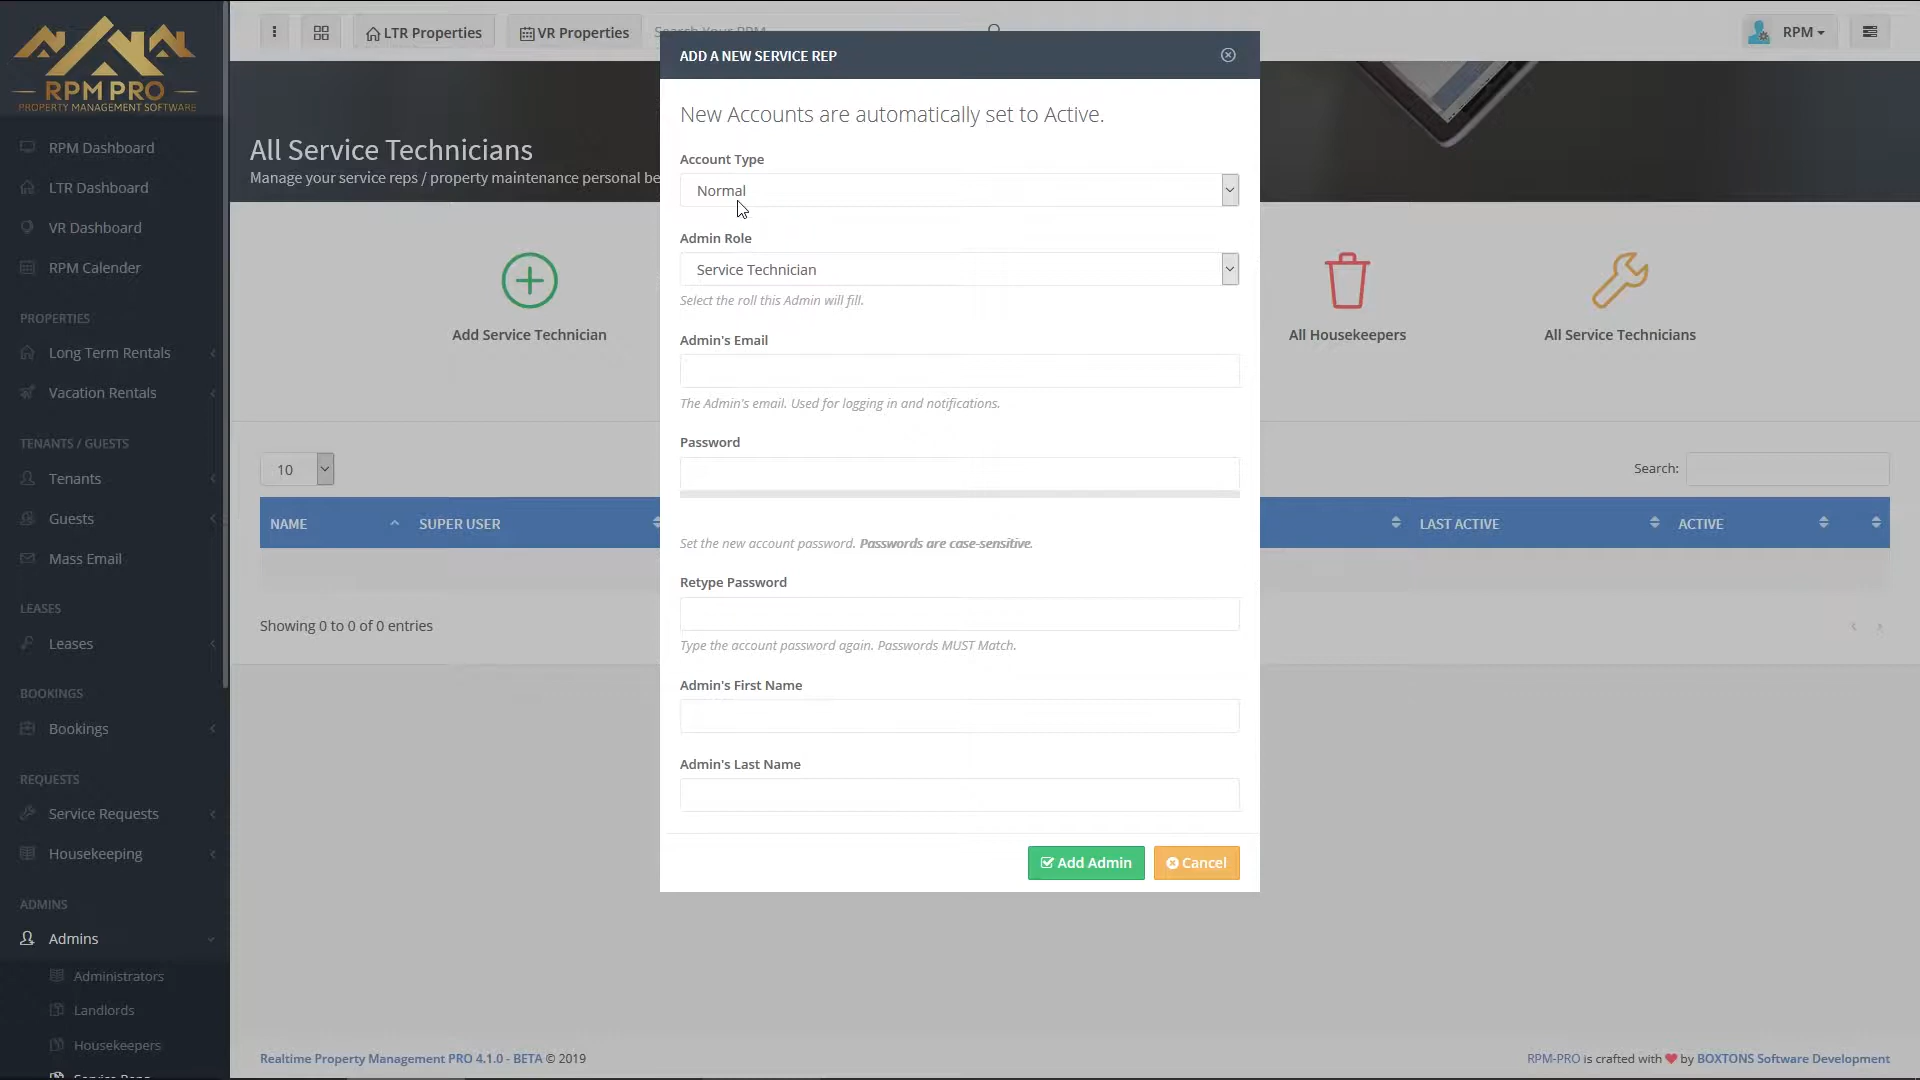 RPM PRO
PROPERTY MANAGEMENT SOFTWARE
RPM Dashboard
LTR Dashboard
VR Dashboard
RPM Calender
PROPERTIES
Long Term Rentals
Vacation Rentals
TENANTS / GUESTS
Tenants
Guests
Mass Email
LEASES
Leases
BOOKINGS
Bookings
REQUESTS
Service Requests
Housekeeping
ADMINS
Admins
Administrators
Landlords
Housekeepers
Service Reps
LTR Properties
VR Properties
Search Your RPM
RPM
All Service Technicians
Manage your service reps / property maintenance personal be
Add Service Technician
All Housekeepers
All Service Technicians
10
Search:
NAME
SUPER USER
LAST ACTIVE
ACTIVE
Showing 0 to 0 of 0 entries
ADD A NEW SERVICE REP
New Accounts are automatically set to Active.
Account Type
Normal
Admin Role
Service Technician
Select the roll this Admin will fill.
Admin's Email
The Admin's email. Used for logging in and notifications.
Password
Set the new account password. Passwords are case-sensitive.
Retype Password
Type the account password again. Passwords MUST Match.
Admin's First Name
Admin's Last Name
Add Admin
Cancel
Realtime Property Management PRO 4.1.0 - BETA © 2019
RPM-PRO is crafted with ❤ by BOXTONS Software Development